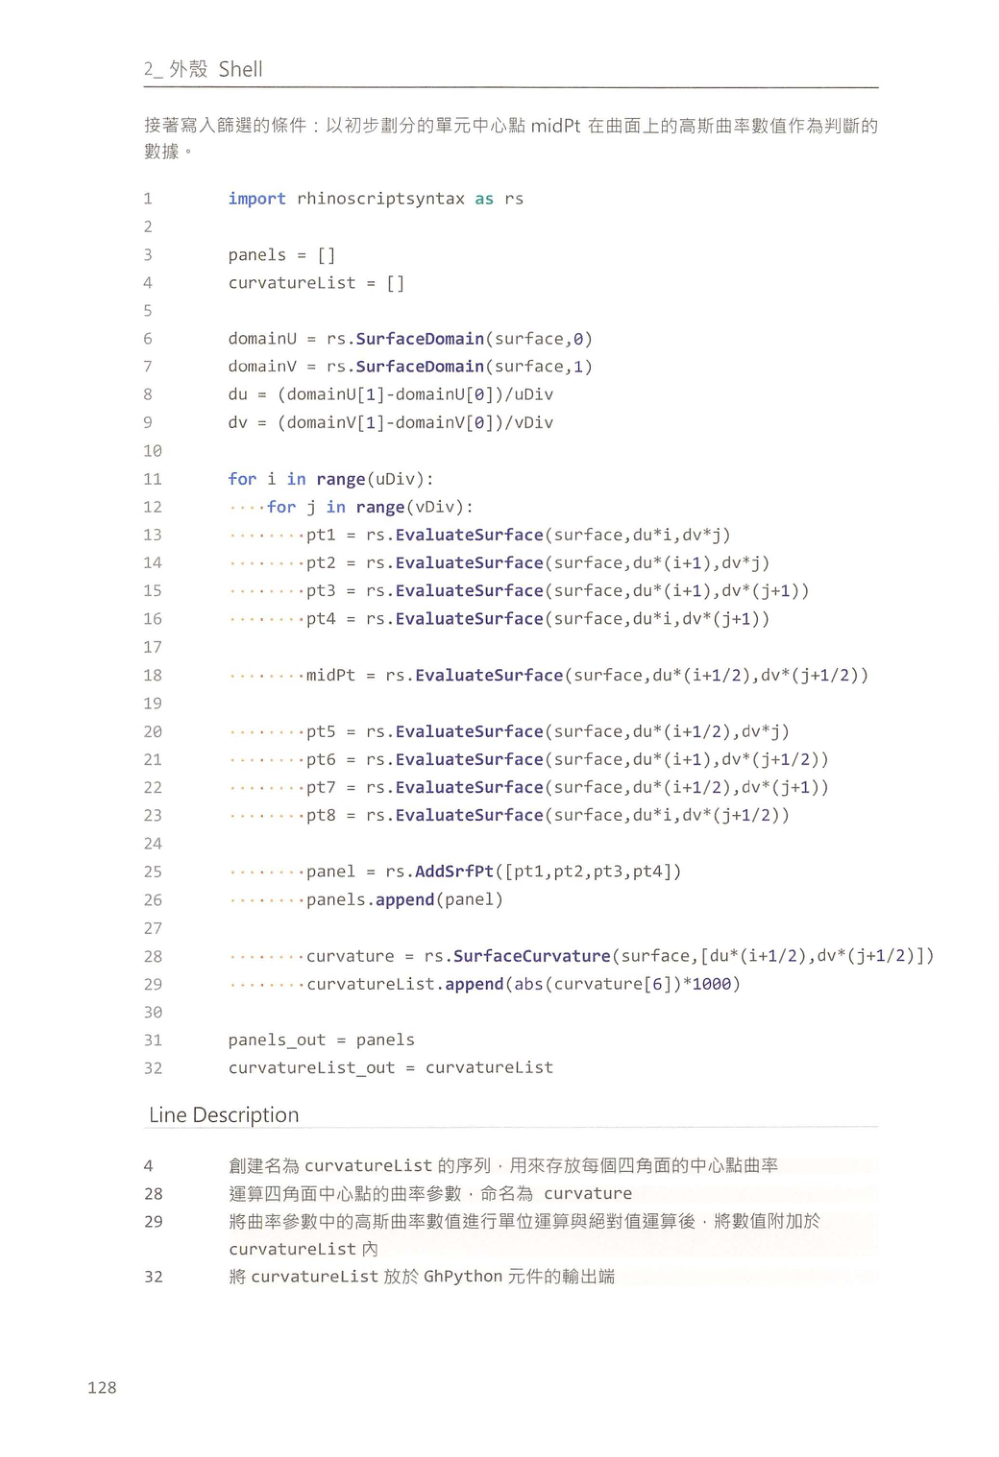 2_ 外殼 Shell
接著寫入篩選的條件：以初步劃分的單元中心點 midPt 在曲面上的高斯曲率數值作為判斷的
數據。
1 import rhinoscriptsyntax as rs
2
3 panels = []
4 curvatureList = []
5
6 domainU = rs.SurfaceDomain(surface,0)
7 domainV = rs.SurfaceDomain(surface,1)
8 du = (domainU[1]-domainU[0])/uDiv
9 dv = (domainV[1]-domainV[0])/vDiv
10
11 for i in range(uDiv):
12 ····for j in range(vDiv):
13 ········pt1 = rs.EvaluateSurface(surface,du*i,dv*j)
14 ········pt2 = rs.EvaluateSurface(surface,du*(i+1),dv*j)
15 ········pt3 = rs.EvaluateSurface(surface,du*(i+1),dv*(j+1))
16 ········pt4 = rs.EvaluateSurface(surface,du*i,dv*(j+1))
17
18 ········midPt = rs.EvaluateSurface(surface,du*(i+1/2),dv*(j+1/2))
19
20 ········pt5 = rs.EvaluateSurface(surface,du*(i+1/2),dv*j)
21 ········pt6 = rs.EvaluateSurface(surface,du*(i+1),dv*(j+1/2))
22 ········pt7 = rs.EvaluateSurface(surface,du*(i+1/2),dv*(j+1))
23 ········pt8 = rs.EvaluateSurface(surface,du*i,dv*(j+1/2))
24
25 ········panel = rs.AddSrfPt([pt1,pt2,pt3,pt4])
26 ········panels.append(panel)
27
28 ········curvature = rs.SurfaceCurvature(surface,[du*(i+1/2),dv*(j+1/2)])
29 ········curvatureList.append(abs(curvature[6])*1000)
30
31 panels_out = panels
32 curvatureList_out = curvatureList
Line Description
4 創建名為 curvatureList 的序列，用來存放每個四角面的中心點曲率
28 運算四角面中心點的曲率參數，命名為 curvature
29 將曲率參數中的高斯曲率數值進行單位運算與絕對值運算後，將數值附加於
curvatureList 內
32 將 curvatureList 放於 GhPython 元件的輸出端
128